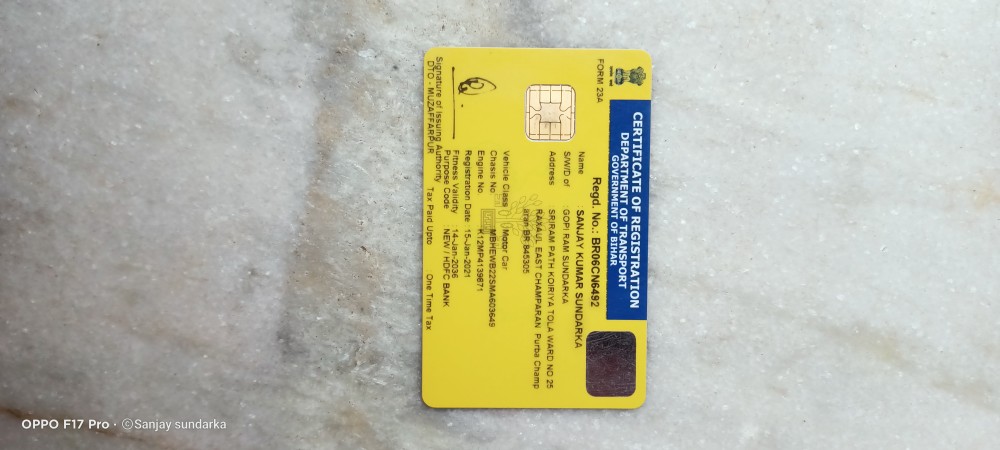 CERTIFICATE OF REGISTRATION
DEPARTMENT OF TRANSPORT
GOVERNMENT OF BIHAR
FORM 23A
Regd. No.: BR06CN6492
Name : SANJAY KUMAR SUNDARKA
S/W/D of : GOPI RAM SUNDARKA
Address : SRIRAM PATH KOIRIYA TOLA WARD NO 25
RAXAUL EAST CHAMPARAN Purba Champ
aran BR 845305
Vehicle Class : Motor Car
Chasis No : MBHEWB22SMA603649
Engine No : K12MP4139871
Registration Date 15-Jan-2021
Fitness Validity 14-Jan-2036
Purpose Code NEW / HDFC BANK
Signature of Issuing Authority
DTO - MUZAFFARPUR Tax Paid Upto One Time Tax
OPPO F17 Pro · ©Sanjay sundarka